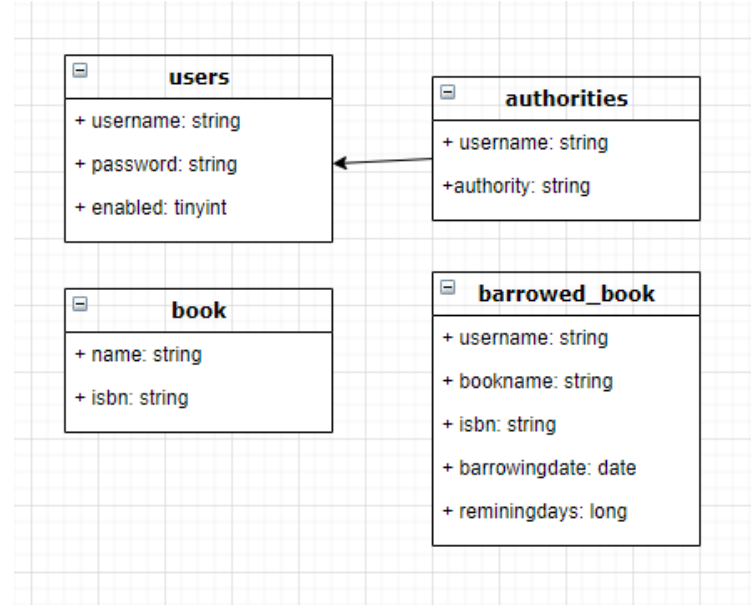 users
+ username: string
+ password: string
+ enabled: tinyint
authorities
+ username: string
+authority: string
book
+ name: string
+ isbn: string
barrowed_book
+ username: string
+ bookname: string
+ isbn: string
+ barrowingdate: date
+ reminingdays: long